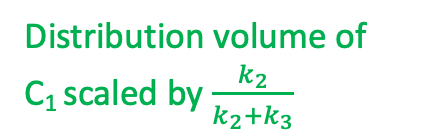 Distribution volume of
C₁ scaled by k₂/(k₂+k₃)